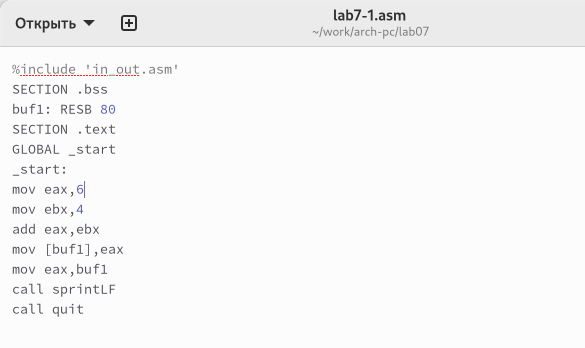 Открыть
lab7-1.asm
~/work/arch-pc/lab07
%include 'in_out.asm'
SECTION .bss
buf1: RESB 80
SECTION .text
GLOBAL _start
_start:
mov eax,6
mov ebx,4
add eax,ebx
mov [buf1],eax
mov eax,buf1
call sprintLF
call quit